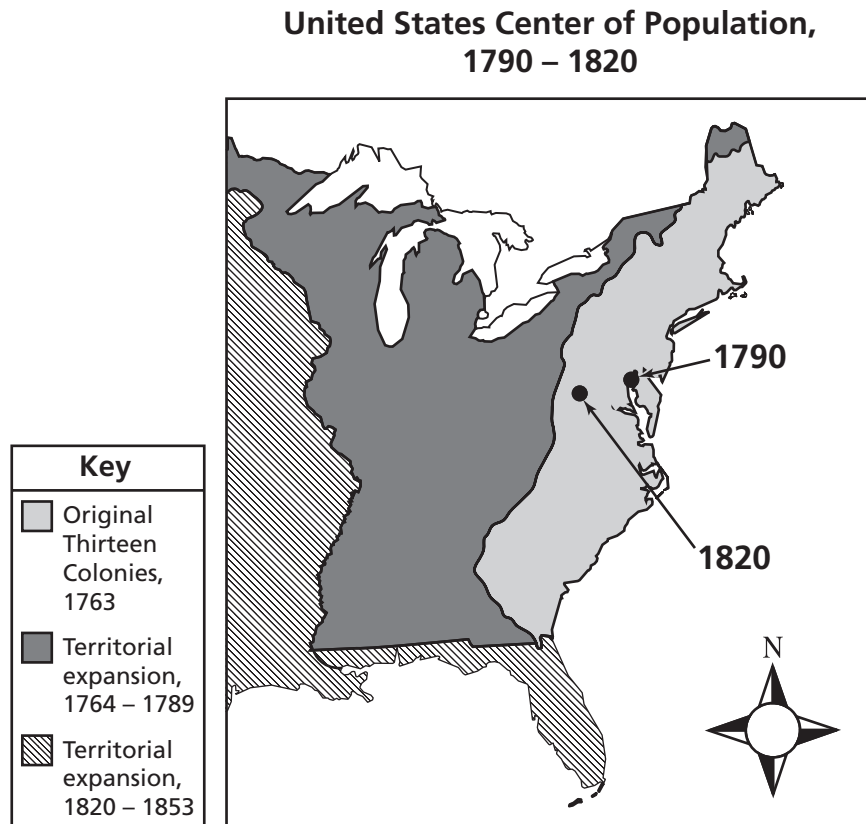 United States Center of Population,
1790 – 1820
1790
1820
N
Key
Original
Thirteen
Colonies,
1763
Territorial
expansion,
1764 – 1789
Territorial
expansion,
1820 – 1853